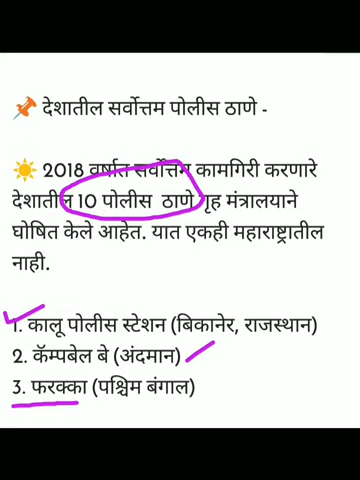 📌 देशातील सर्वोत्तम पोलीस ठाणे -
☀️ 2018 वर्षात सर्वोत्तम कामगिरी करणारे
देशातील 10 पोलीस ठाणे गृह मंत्रालयाने
घोषित केले आहेत. यात एकही महाराष्ट्रातील
नाही.
1. कालू पोलीस स्टेशन (बिकानेर, राजस्थान)
2. कॅम्पबेल बे (अंदमान)
3. फरक्का (पश्चिम बंगाल)